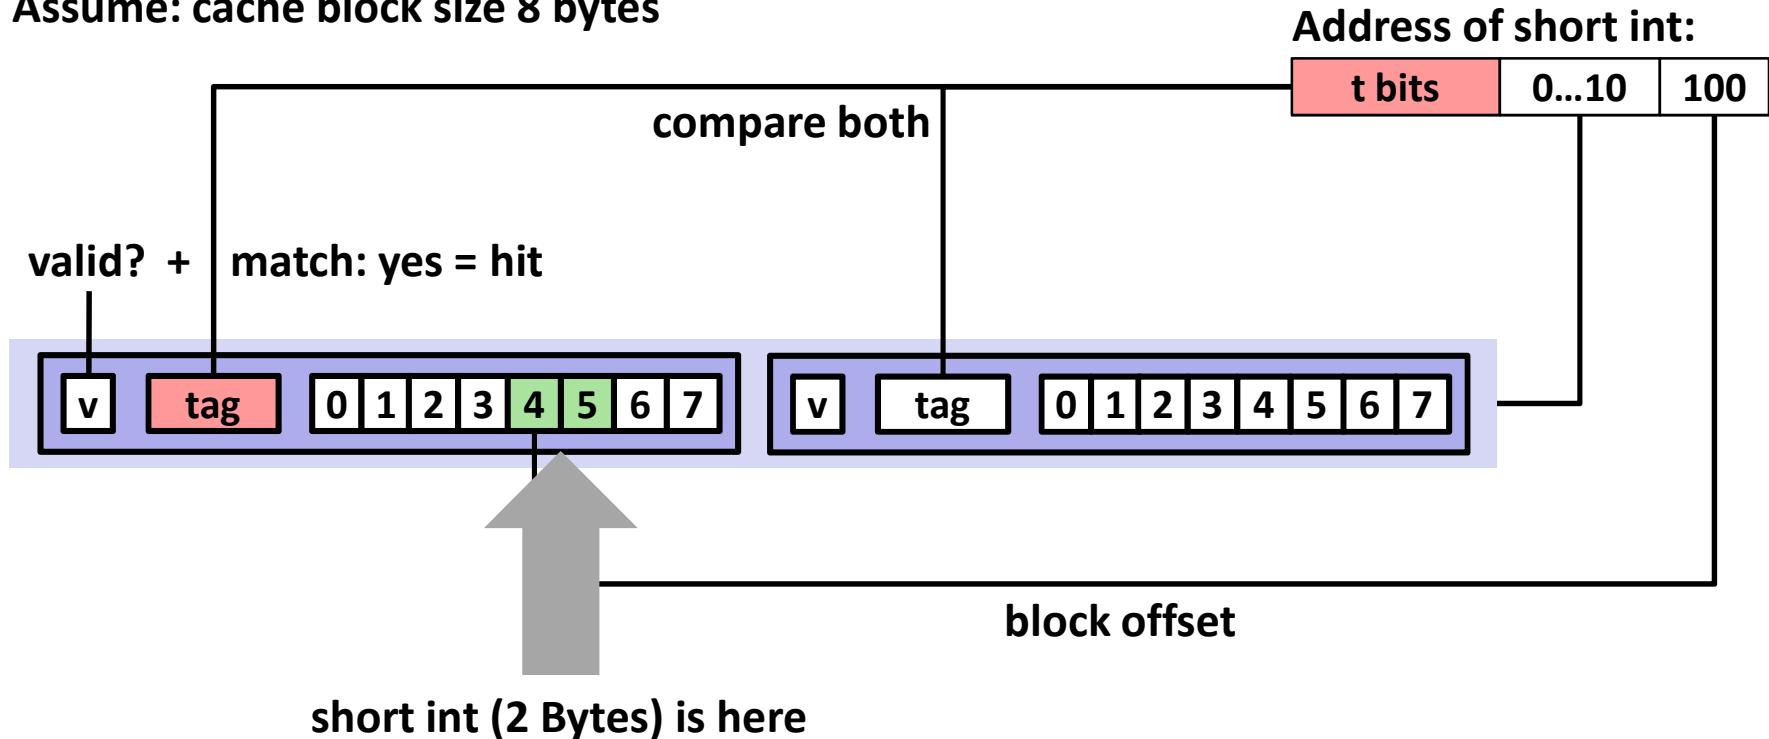 Assume: cache block size 8 bytes
Address of short int:
t bits 0...10 100
compare both
valid? + match: yes = hit
v tag 0 1 2 3 4 5 6 7 v tag 0 1 2 3 4 5 6 7
block offset
short int (2 Bytes) is here